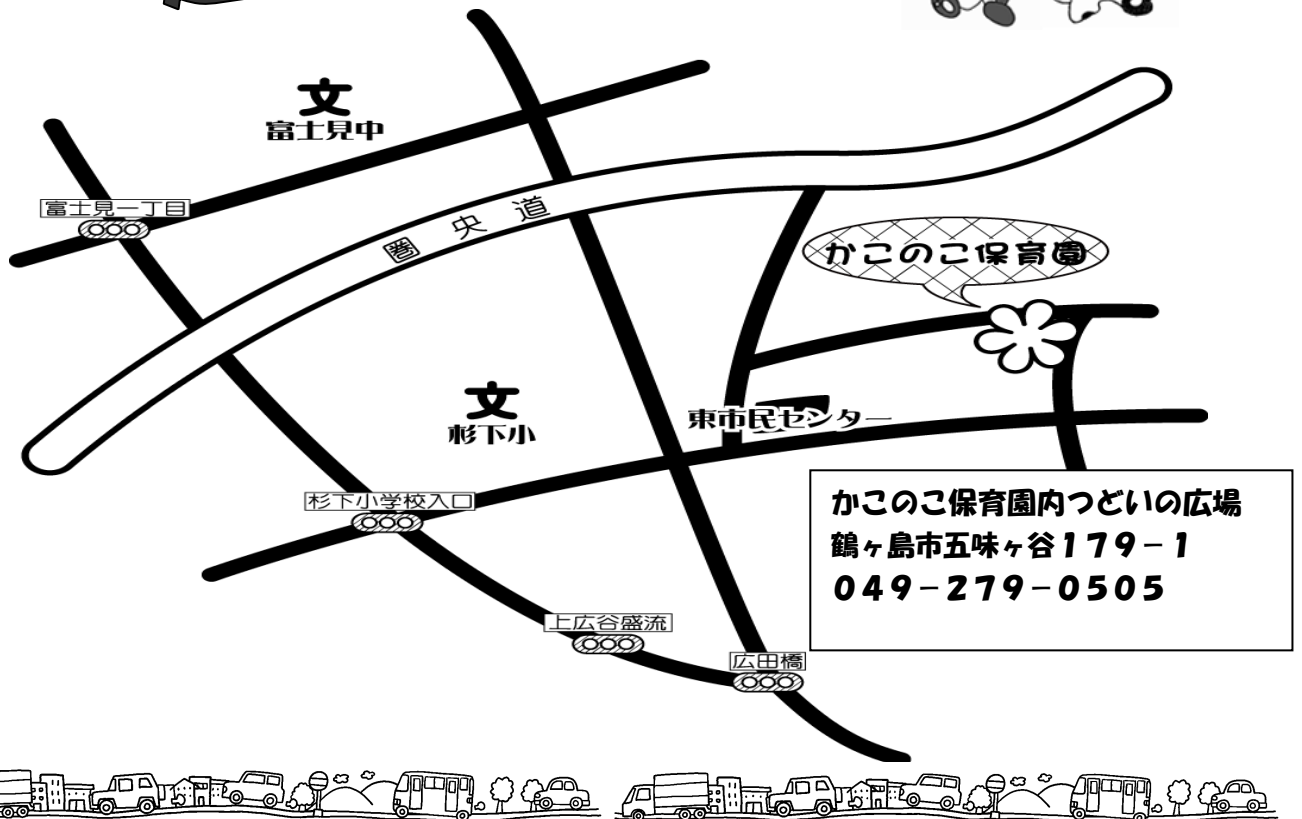 文
富士見中
富士見一丁目
圏央道
かこのこ保育園
文
杉下小
東市民センター
杉下小学校入口
かこのこ保育園内つどいの広場
鶴ヶ島市五味ヶ谷179-1
049-279-0505
上広谷盛流
広田橋